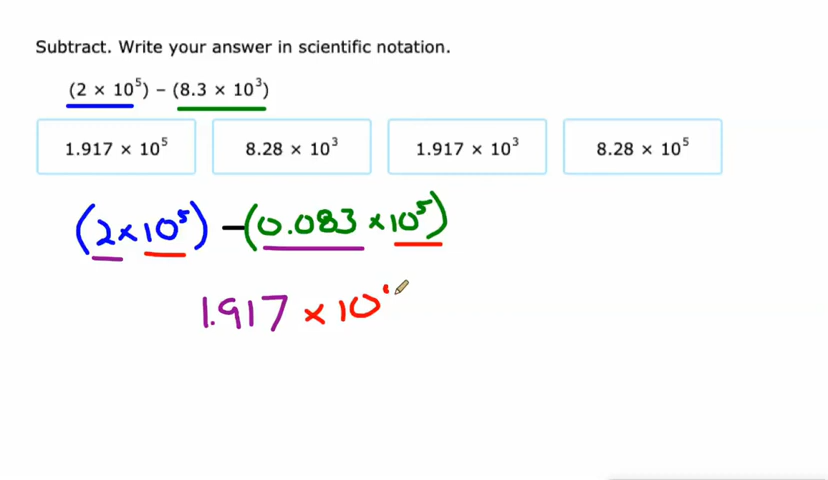 Subtract. Write your answer in scientific notation.
(2 × 10⁵) − (8.3 × 10³)
1.917 × 10⁵
8.28 × 10³
1.917 × 10³
8.28 × 10⁵
(2×10⁵) −(0.083 ×10⁵)
1.917 × 10